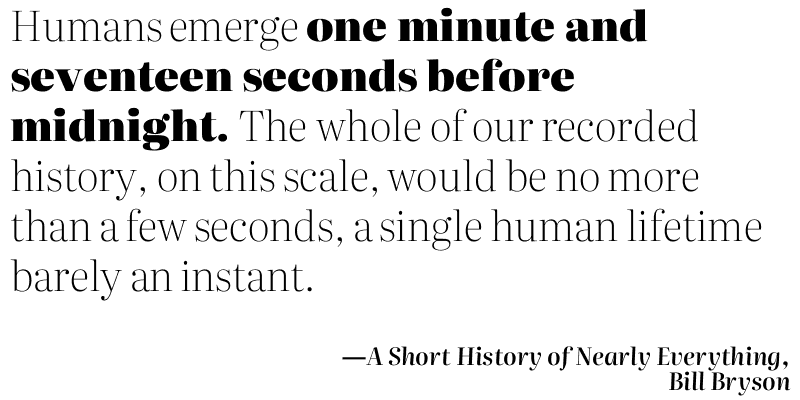 Humans emerge one minute and
seventeen seconds before
midnight. The whole of our recorded
history, on this scale, would be no more
than a few seconds, a single human lifetime
barely an instant.
—A Short History of Nearly Everything,
Bill Bryson